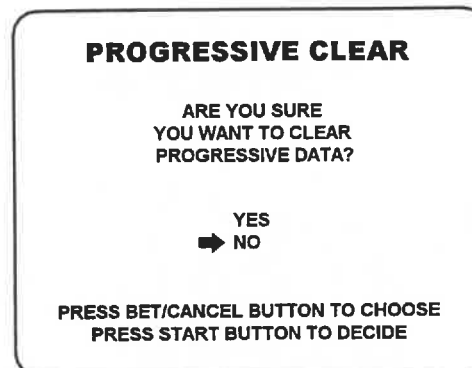 PROGRESSIVE CLEAR
ARE YOU SURE
YOU WANT TO CLEAR
PROGRESSIVE DATA?
YES
NO
PRESS BET/CANCEL BUTTON TO CHOOSE
PRESS START BUTTON TO DECIDE